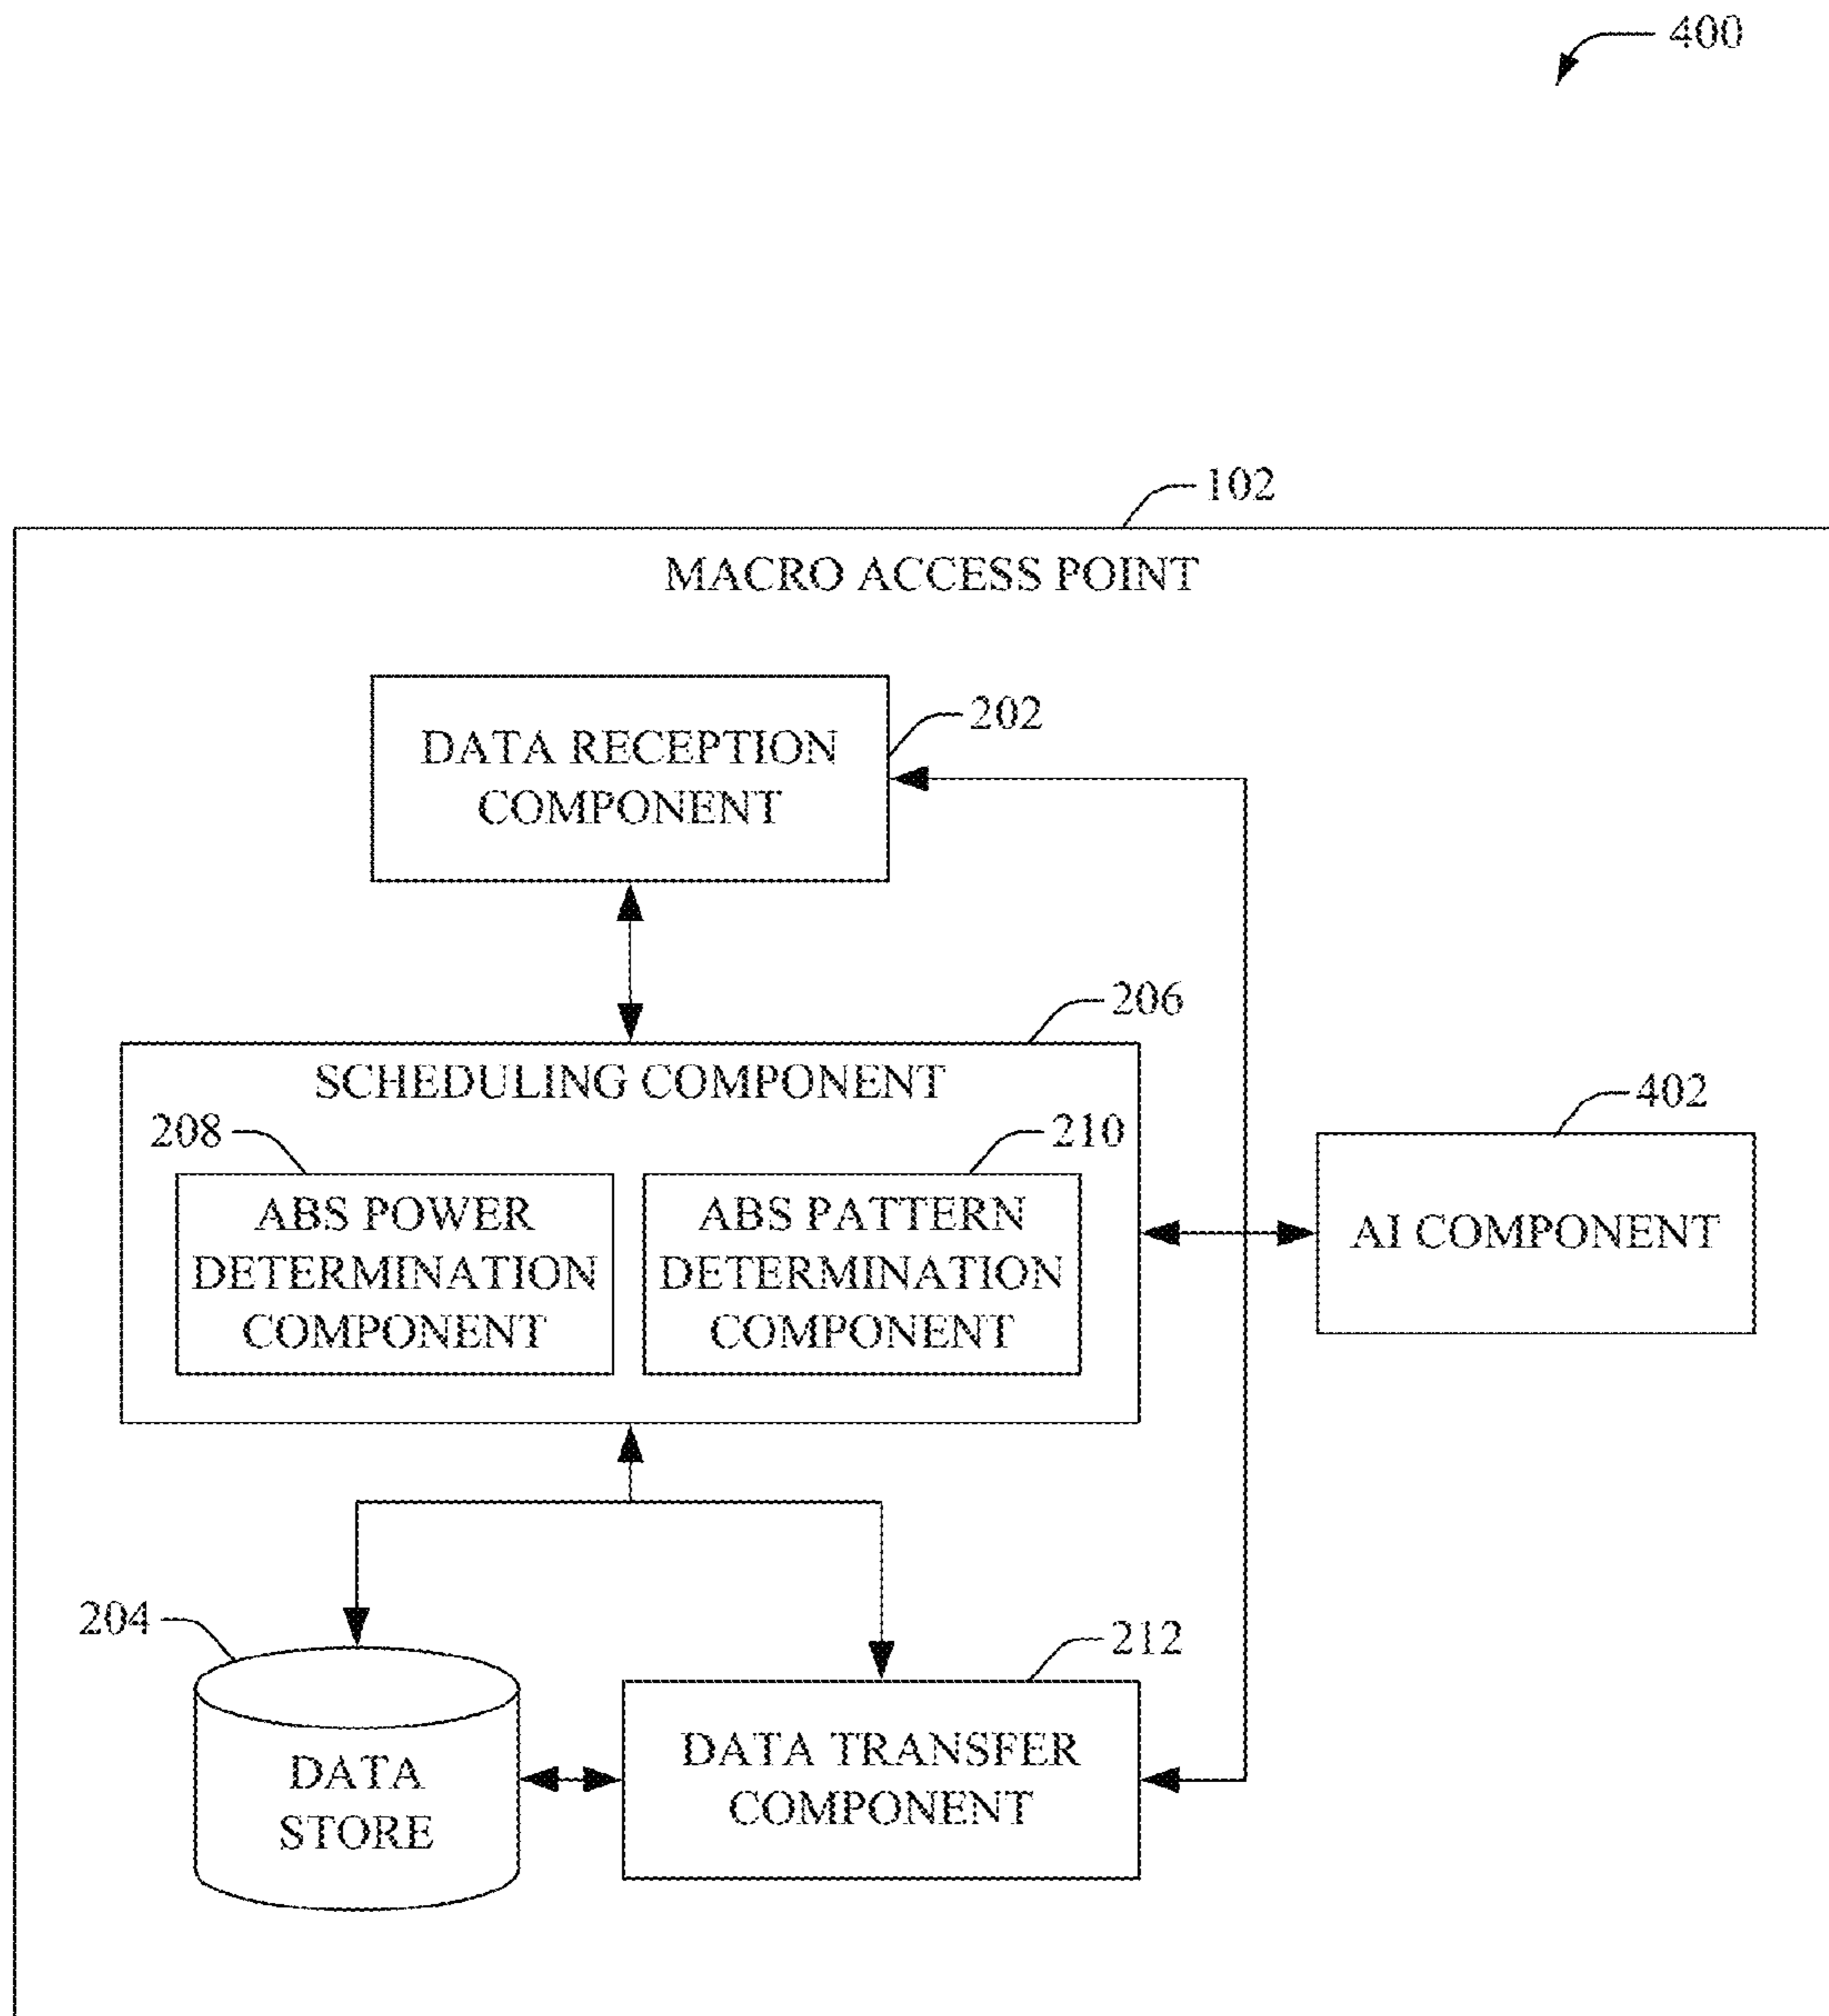 400
102
MACRO ACCESS POINT
202
DATA RECEPTION
COMPONENT
206
SCHEDULING COMPONENT
208
210
ABS POWER
DETERMINATION
COMPONENT
ABS PATTERN
DETERMINATION
COMPONENT
402
AI COMPONENT
204
DATA
STORE
212
DATA TRANSFER
COMPONENT